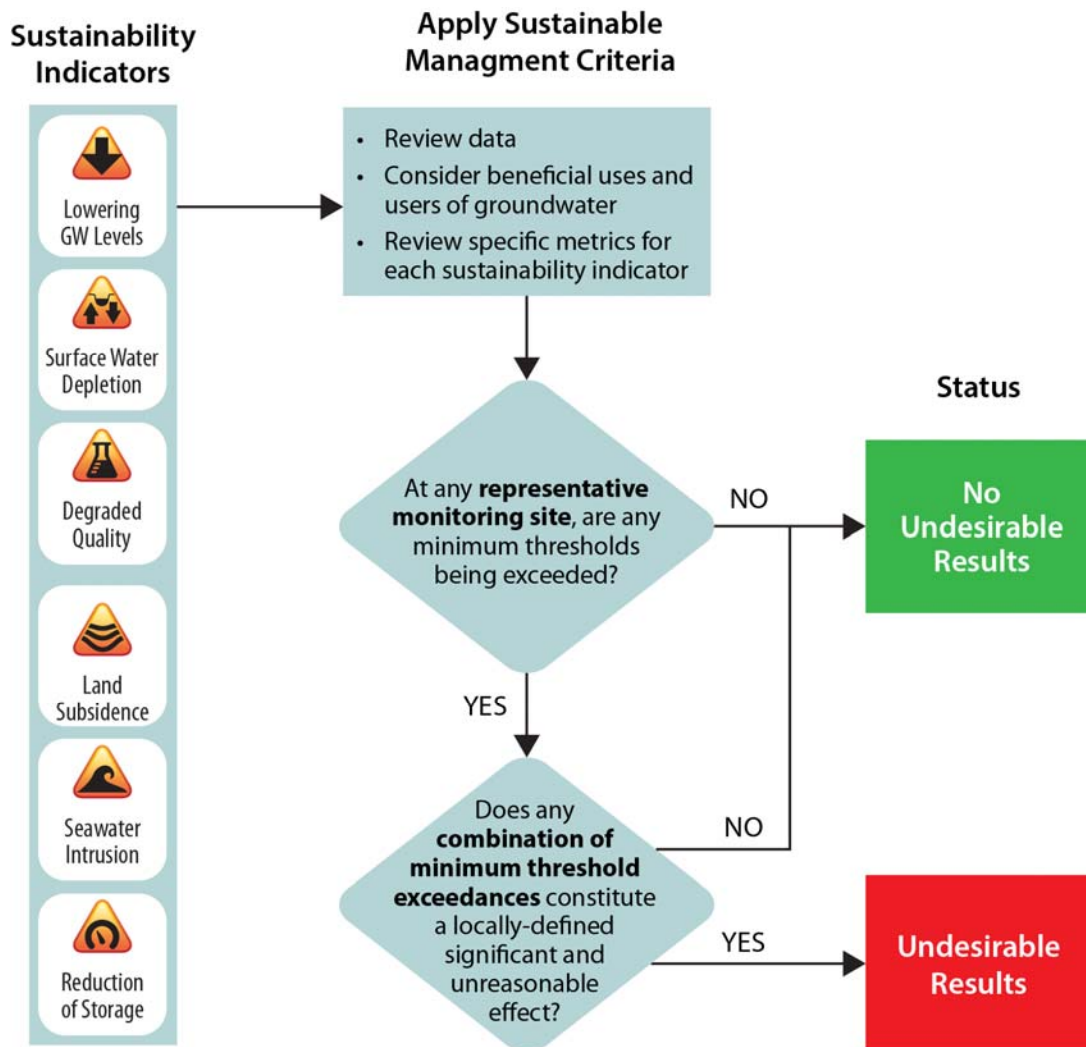 Sustainability
Indicators
Lowering
GW Levels
Surface Water
Depletion
Degraded
Quality
Land
Subsidence
Seawater
Intrusion
Reduction
of Storage
Apply Sustainable
Managment Criteria
• Review data
• Consider beneficial uses and
users of groundwater
• Review specific metrics for
each sustainability indicator
At any representative
monitoring site, are any
minimum thresholds
being exceeded?
NO
YES
Does any
combination of
minimum threshold
exceedances constitute
a locally-defined
significant and
unreasonable
effect?
NO
YES
Status
No
Undesirable
Results
Undesirable
Results